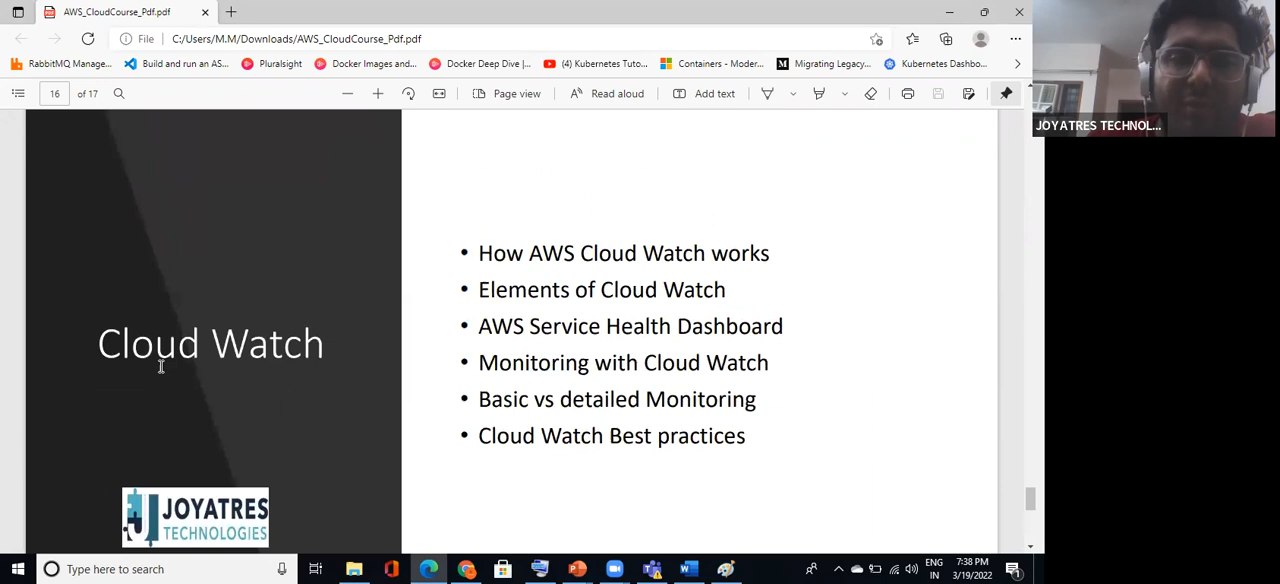 AWS_CloudCourse_Pdf.pdf
File C:/Users/M.M/Downloads/AWS_CloudCourse_Pdf.pdf
RabbitMQ Manage... Build and run an AS... Pluralsight Docker Images and... Docker Deep Dive |... (4) Kubernetes Tuto... Containers - Moder... Migrating Legacy... Kubernetes Dashbo...
16 of 17 Page view Read aloud Add text
JOYATRES TECHNOL...
Cloud Watch
• How AWS Cloud Watch works
• Elements of Cloud Watch
• AWS Service Health Dashboard
• Monitoring with Cloud Watch
• Basic vs detailed Monitoring
• Cloud Watch Best practices
JOYATRES
TECHNOLOGIES
Type here to search
ENG
IN
7:38 PM
3/19/2022
1